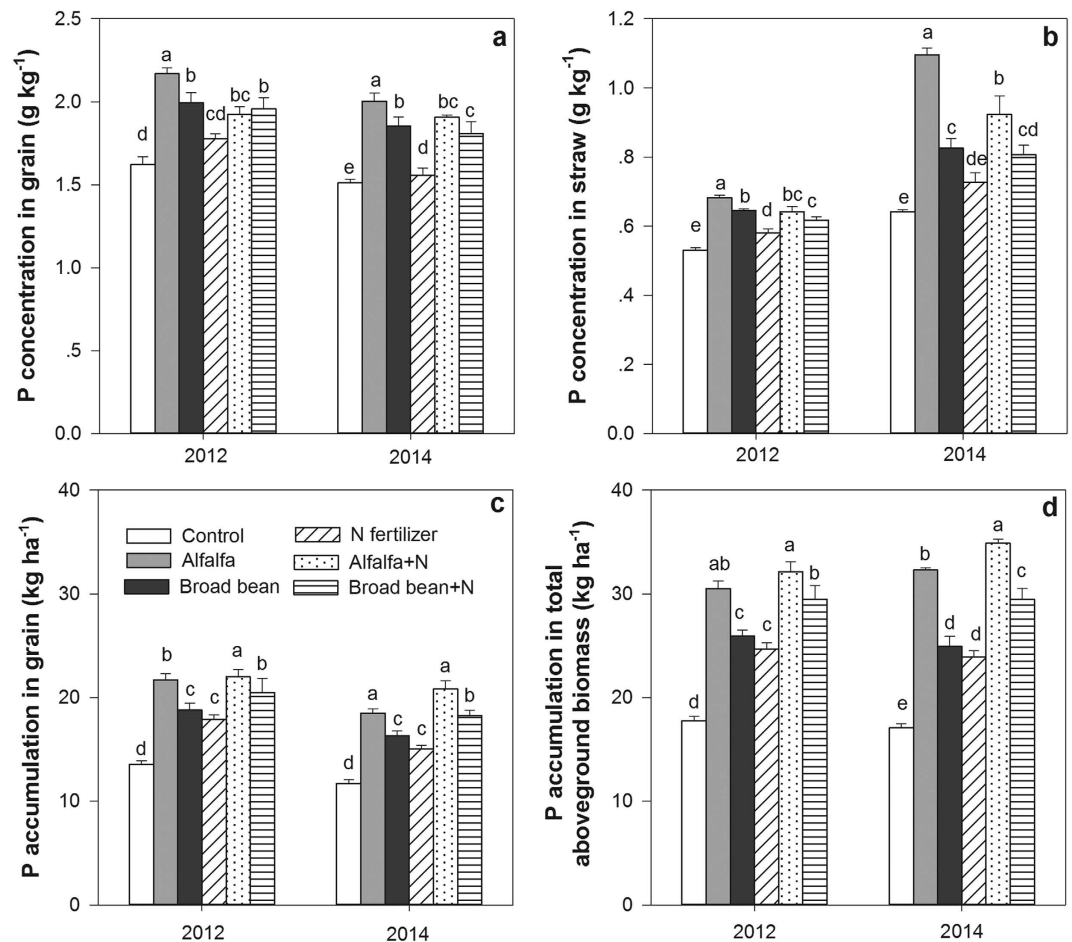 a
P concentration in grain (g kg-1)
2.5
2.0
1.5
1.0
.5
0.0
d
a
b
cd
bc
b
e
a
b
d
bc
c
2012
2014
b
P concentration in straw (g kg-1)
1.2
1.0
.8
.6
.4
.2
0.0
e
a
b
d
bc
c
e
a
c
de
b
cd
2012
2014
c
P accumulation in grain (kg ha-1)
40
30
20
10
0
Control
Alfalfa
Broad bean
N fertilizer
Alfalfa+N
Broad bean+N
d
b
c
c
a
b
d
a
c
c
a
b
2012
2014
d
P accumulation in total
aboveground biomass (kg ha-1)
40
30
20
10
0
d
ab
c
c
a
b
e
b
d
d
a
c
2012
2014